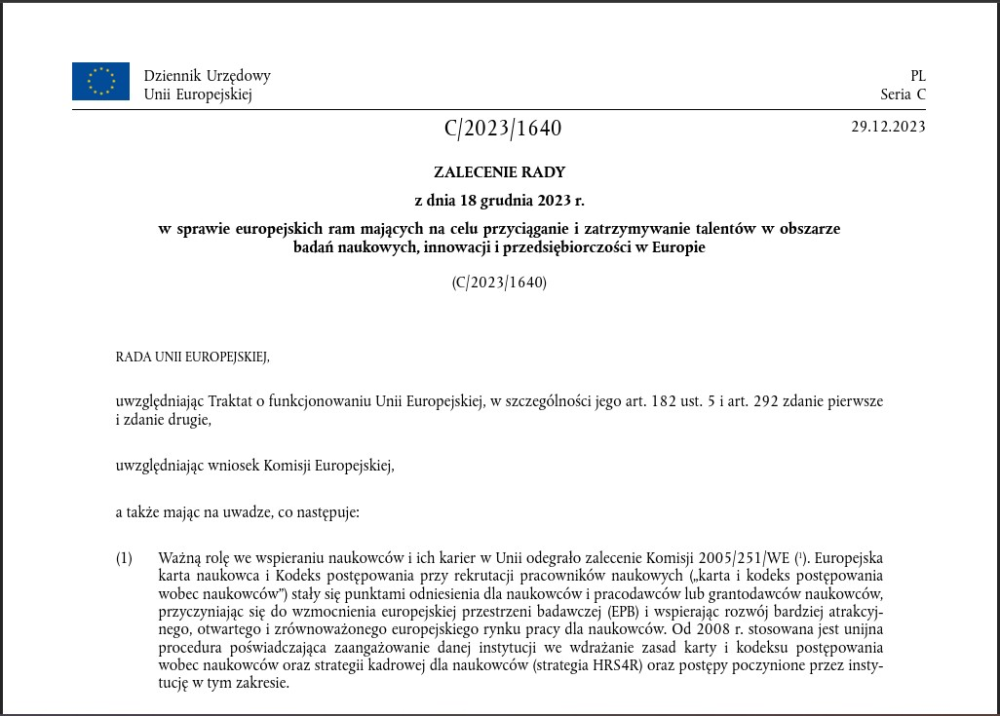 Dziennik Urzędowy
Unii Europejskiej
PL
Seria C
C/2023/1640
29.12.2023
ZALECENIE RADY
z dnia 18 grudnia 2023 r.
w sprawie europejskich ram mających na celu przyciąganie i zatrzymywanie talentów w obszarze
badań naukowych, innowacji i przedsiębiorczości w Europie
(C/2023/1640)
RADA UNII EUROPEJSKIEJ,
uwzględniając Traktat o funkcjonowaniu Unii Europejskiej, w szczególności jego art. 182 ust. 5 i art. 292 zdanie pierwsze
i zdanie drugie,
uwzględniając wniosek Komisji Europejskiej,
a także mając na uwadze, co następuje:
(1) Ważną rolę we wspieraniu naukowców i ich karier w Unii odegrało zalecenie Komisji 2005/251/WE (¹). Europejska
karta naukowca i Kodeks postępowania przy rekrutacji pracowników naukowych („karta i kodeks postępowania
wobec naukowców”) stały się punktami odniesienia dla naukowców i pracodawców lub grantodawców naukowców,
przyczyniając się do wzmocnienia europejskiej przestrzeni badawczej (EPB) i wspierając rozwój bardziej atrakcyj-
nego, otwartego i zrównoważonego europejskiego rynku pracy dla naukowców. Od 2008 r. stosowana jest unijna
procedura poświadczająca zaangażowanie danej instytucji we wdrażanie zasad karty i kodeksu postępowania
wobec naukowców oraz strategii kadrowej dla naukowców (strategia HRS4R) oraz postępy poczynione przez insty-
tucję w tym zakresie.